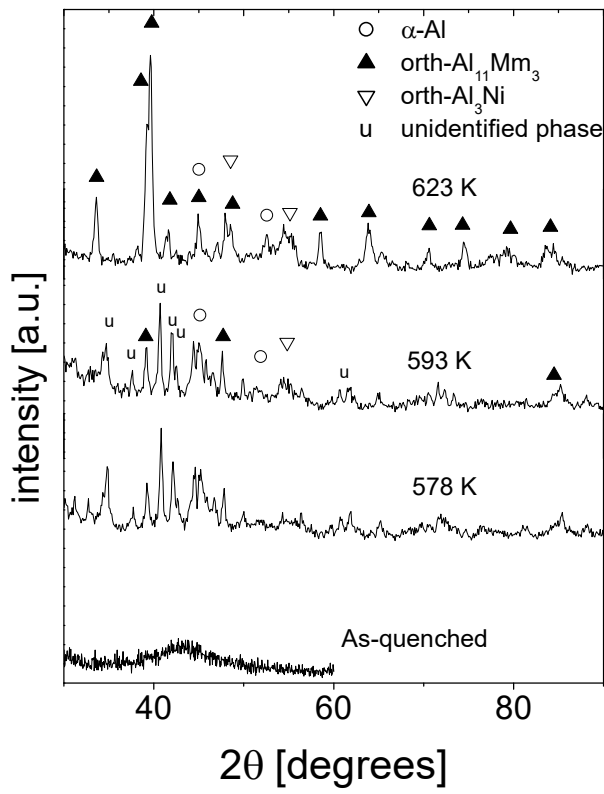 ○ α-Al
▲ orth-Al₁₁Mm₃
▽ orth-Al₃Ni
u unidentified phase
623 K
u
u
u
u
u
u
593 K
578 K
As-quenched
intensity [a.u.]
40 60 80
2θ [degrees]